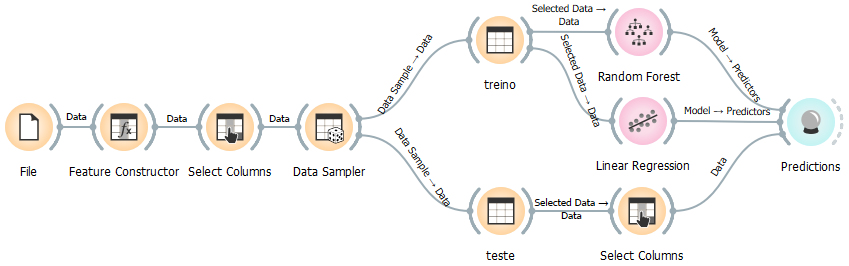 Selected Data →
Data
Data Sample → Data
Selected Data → Data
Model → Predictors
treino
Random Forest
Data
Data
Data
Model → Predictors
File
Feature Constructor
Select Columns
Data Sampler
Data Sample → Data
Linear Regression
Data
Predictions
Selected Data →
Data
teste
Select Columns